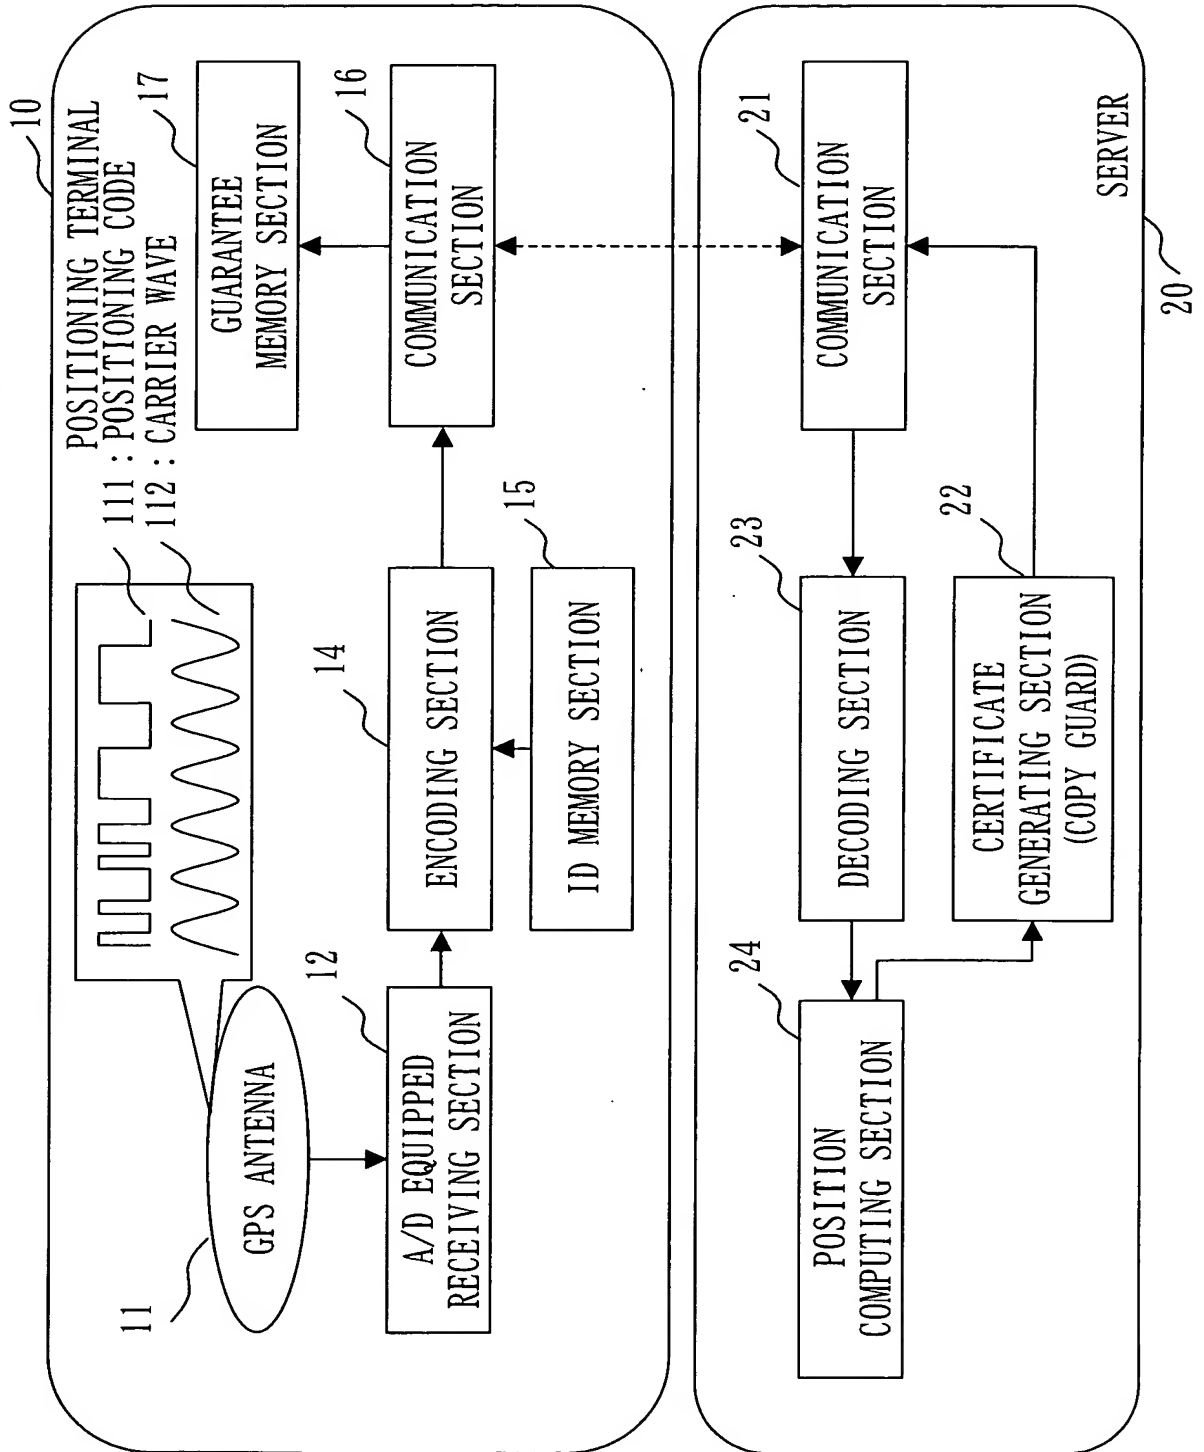 10
POSITIONING TERMINAL
111 : POSITIONING CODE
112 : CARRIER WAVE
11
GPS ANTENNA
12
A/D EQUIPPED
RECEIVING SECTION
14
ENCODING SECTION
15
ID MEMORY SECTION
16
COMMUNICATION
SECTION
17
GUARANTEE
MEMORY SECTION
24
POSITION
COMPUTING SECTION
23
DECODING SECTION
22
CERTIFICATE
GENERATING SECTION
(COPY GUARD)
21
COMMUNICATION
SECTION
SERVER
20